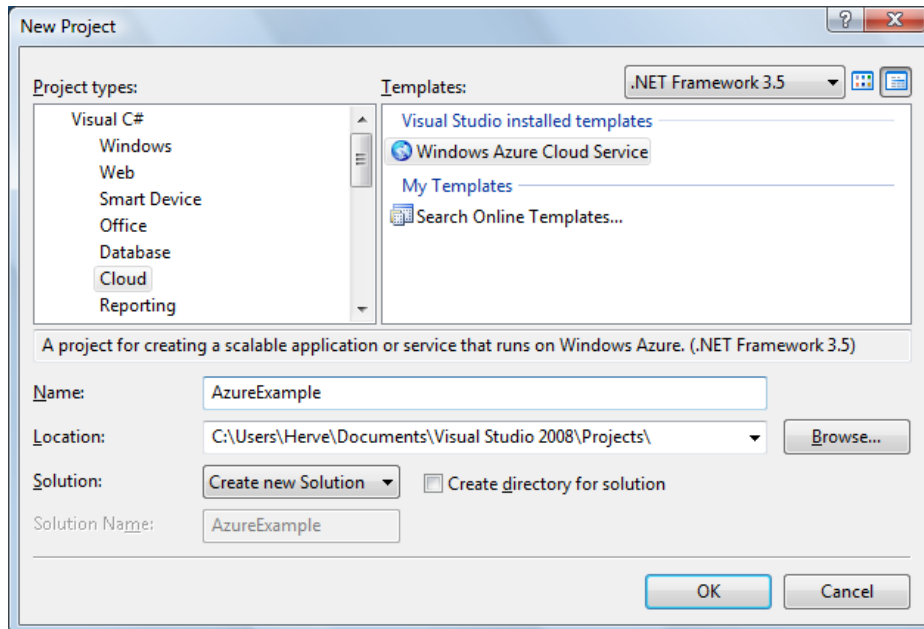 New Project
Project types:
Templates:
.NET Framework 3.5
Visual C#
Windows
Web
Smart Device
Office
Database
Cloud
Reporting
Visual Studio installed templates
Windows Azure Cloud Service
My Templates
Search Online Templates...
A project for creating a scalable application or service that runs on Windows Azure. (.NET Framework 3.5)
Name:
AzureExample
Location:
C:\Users\Herve\Documents\Visual Studio 2008\Projects\
Browse...
Solution:
Create new Solution
Create directory for solution
Solution Name:
AzureExample
OK
Cancel